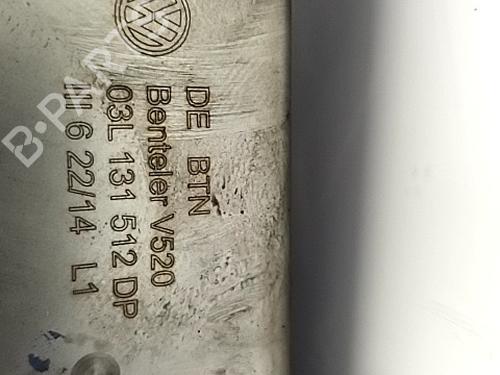 DE BTN
Benteler V520
03L 131 512 DP
6 22/14 L1
B-PARTS